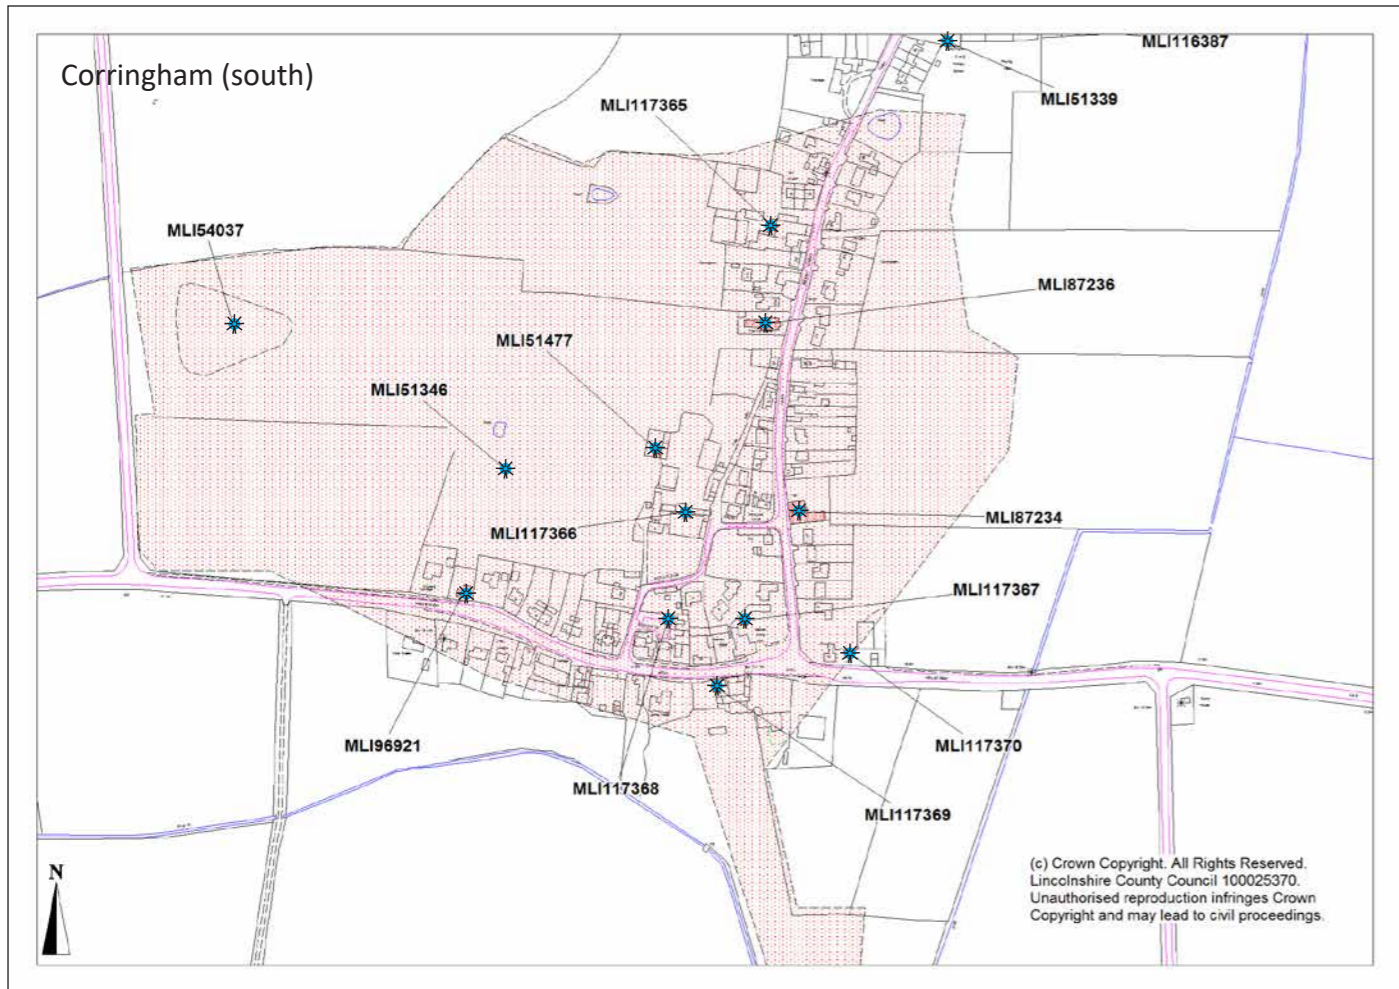 Corringham (south)
MLI116387
MLI51339
MLI117365
MLI54037
MLI87236
MLI51477
MLI51346
MLI117366
MLI87234
MLI117367
MLI96921
MLI117370
MLI117368
MLI117369
N
(c) Crown Copyright. All Rights Reserved.
Lincolnshire County Council 100025370.
Unauthorised reproduction infringes Crown
Copyright and may lead to civil proceedings.